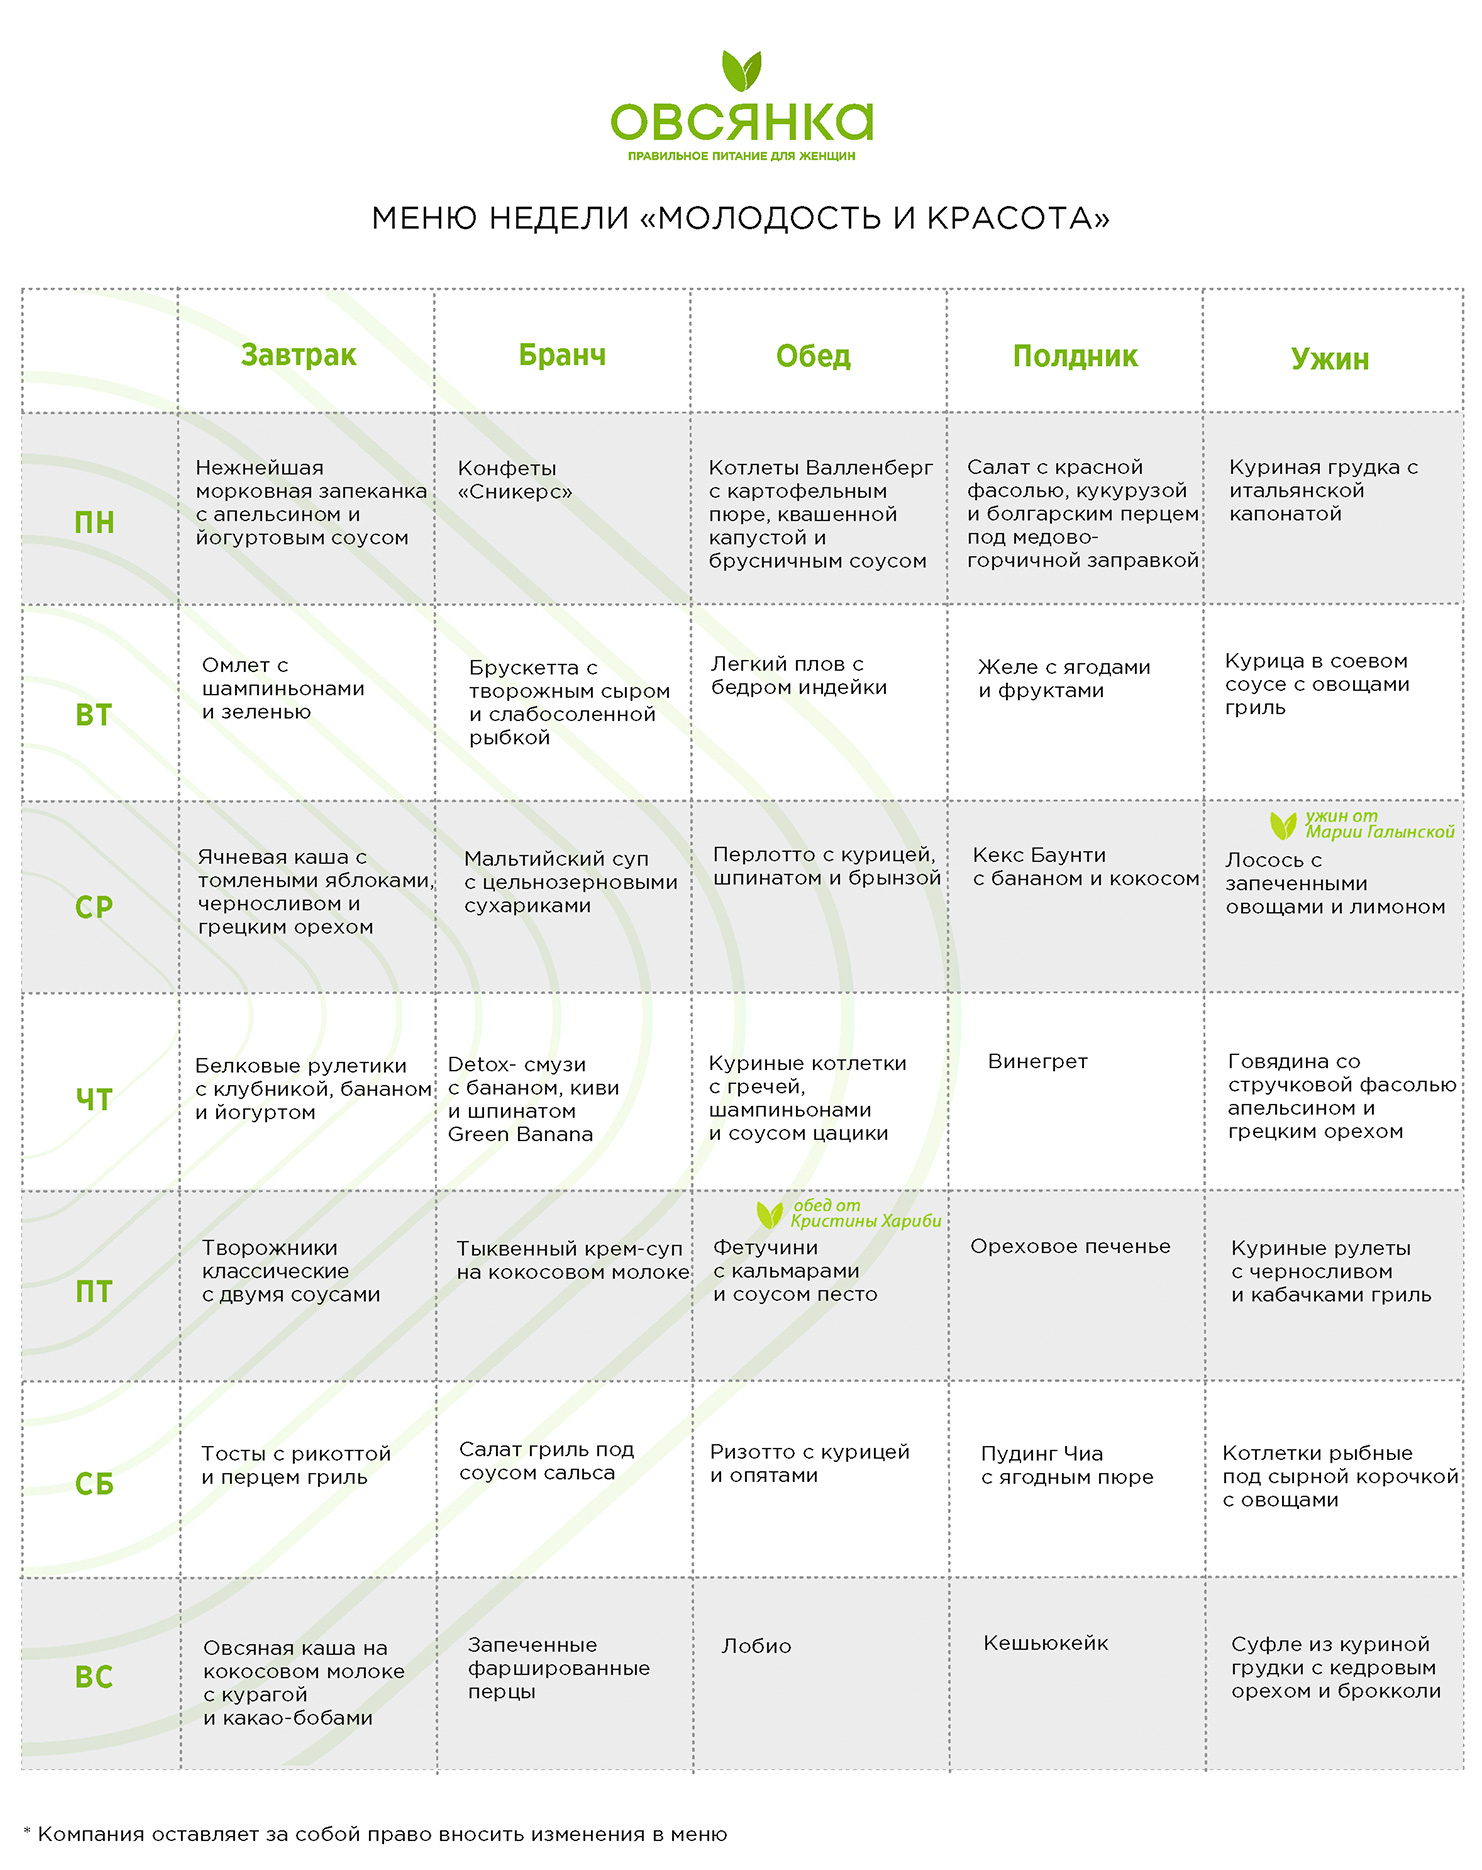 ОВСЯНКА
ПРАВИЛЬНОЕ ПИТАНИЕ ДЛЯ ЖЕНЩИН
МЕНЮ НЕДЕЛИ «МОЛОДОСТЬ И КРАСОТА»
Завтрак
Бранч
Обед
Полдник
Ужин
ПН
Нежнейшая
морковная запеканка
с апельсином и
йогуртовым соусом
Конфеты
«Сникерс»
Котлеты Валленберг
с картофельным
пюре, квашенной
капустой и
брусничным соусом
Салат с красной
фасолью, кукурузой
и болгарским перцем
под медово-
горчичной заправкой
Куриная грудка с
итальянской
капонатой
ВТ
Омлет с
шампиньонами
и зеленью
Брускетта с
творожным сыром
и слабосоленной
рыбкой
Легкий плов с
бедром индейки
Желе с ягодами
и фруктами
Курица в соевом
соусе с овощами
гриль
СР
Ячневая каша с
томлеными яблоками,
черносливом и
грецким орехом
Мальтийский суп
с цельнозерновыми
сухариками
Перлотто с курицей,
шпинатом и брынзой
Кекс Баунти
с бананом и кокосом
ужин от
Марии Галынской
Лосось с
запеченными
овощами и лимоном
ЧТ
Белковые рулетики
с клубникой, бананом
и йогуртом
Detox- смузи
с бананом, киви
и шпинатом
Green Banana
Куриные котлетки
с гречей,
шампиньонами
и соусом цацики
Винегрет
Говядина со
стручковой фасолью
апельсином и
грецким орехом
ПТ
Творожники
классические
с двумя соусами
Тыквенный крем-суп
на кокосовом молоке
обед от
Кристины Хариби
Фетучини
с кальмарами
и соусом песто
Ореховое печенье
Куриные рулеты
с черносливом
и кабачками гриль
СБ
Тосты с рикоттой
и перцем гриль
Салат гриль под
соусом сальса
Ризотто с курицей
и опятами
Пудинг Чиа
с ягодным пюре
Котлетки рыбные
под сырной корочкой
с овощами
ВС
Овсяная каша на
кокосовом молоке
с курагой
и какао-бобами
Запеченные
фаршированные
перцы
Лобио
Кешьюкейк
Суфле из куриной
грудки с кедровым
орехом и брокколи
* Компания оставляет за собой право вносить изменения в меню